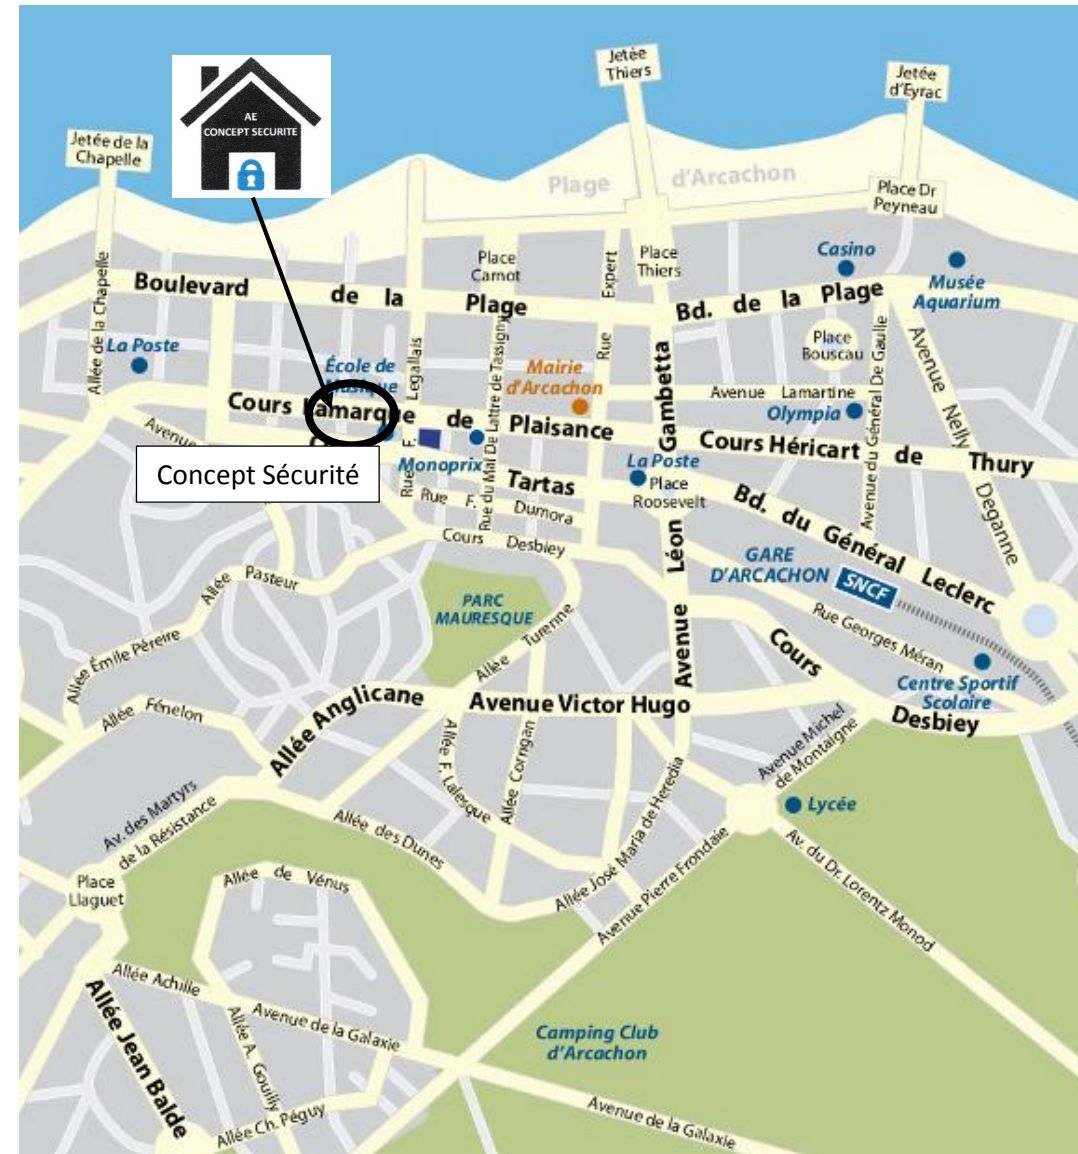 Jetée
Thiers
Jetée
d'Eyrac
AE
CONCEPT SECURITE
Jetée de la
Chapelle
Plage d'Arcachon
Place Dr
Peyneau
Place
Carnot
Place
Thiers
Casino
Musée
Aquarium
Boulevard de la Plage
Bd. de la Plage
Allée de la Chapelle
La Poste
École de
Musique
Rue F. Legallais
Rue du Mal De Lattre de Tassigny
Rue Expert
Mairie
d'Arcachon
Place
Bouscau
Avenue Lamartine
Olympia
Avenue du Général De Gaulle
Avenue Nelly Deganne
Cours Lamarque de Plaisance
Cours Héricart de Thury
Avenue
Concept Sécurité
Monoprix
Tartas
La Poste
Place
Roosevelt
Rue F. Dumora
Cours Desbiey
Bd. du Général Leclerc
GARE
D'ARCACHON
SNCF
Rue Georges Méran
Avenue Léon Gambetta
Allée Pasteur
PARC
MAURESQUE
Allée Turenne
Allée Émile Péreire
Allée Fénelon
Allée Anglicane
Avenue Victor Hugo
Cours Desbiey
Centre Sportif
Scolaire
Allée F. Lalesque
Allée Corrigan
Avenue Michel
de Montaigne
Lycée
Av. des Martyrs
de la Résistance
Allée des Dunes
Allée José Maria de Heredia
Avenue Pierre Frondaie
Av. du Dr. Lorentz Monod
Place
Llaguet
Allée de Vénus
Allée Achille
Avenue de la Galaxie
Allée Jean Balde
Allée A. Gouilly
Allée Ch. Péguy
Camping Club
d'Arcachon
Avenue de la Galaxie